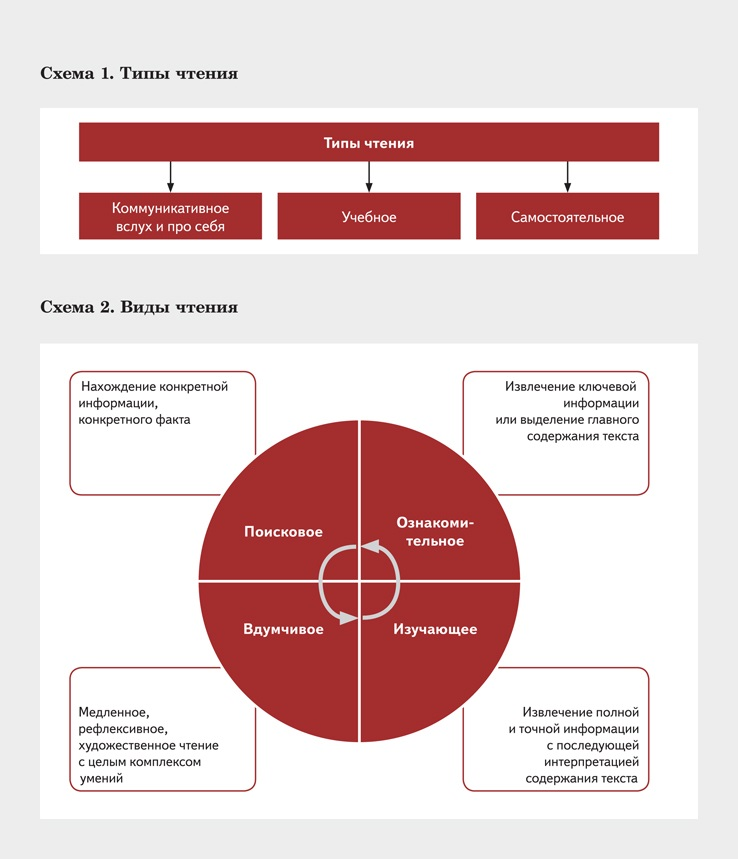 Схема 1. Типы чтения
Типы чтения
Коммуникативное
вслух и про себя
Учебное
Самостоятельное
Схема 2. Виды чтения
Нахождение конкретной
информации,
конкретного факта
Извлечение ключевой
информации
или выделение главного
содержания текста
Поисковое
Ознакоми-
тельное
Вдумчивое
Изучающее
Медленное,
рефлексивное,
художественное чтение
с целым комплексом
умений
Извлечение полной
и точной информации
с последующей
интерпретацией
содержания текста